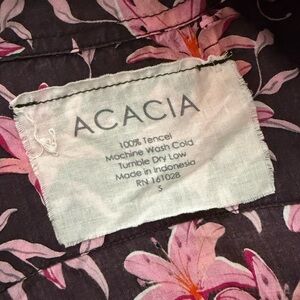 ACACIA
100% Tencel
Machine Wash Cold
Tumble Dry Low
Made in Indonesia
RN 161028
S